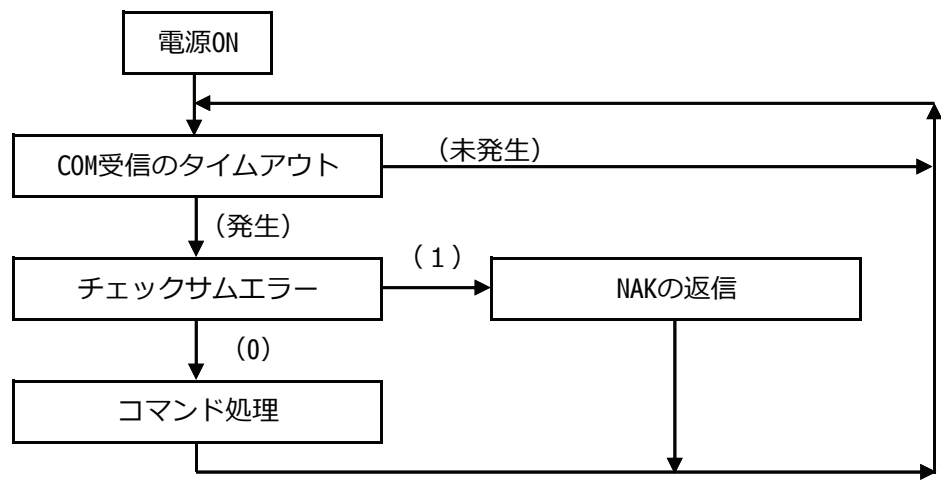 電源ON
COM受信のタイムアウト
（未発生）
（発生）
チェックサムエラー
（１）
NAKの返信
（0）
コマンド処理